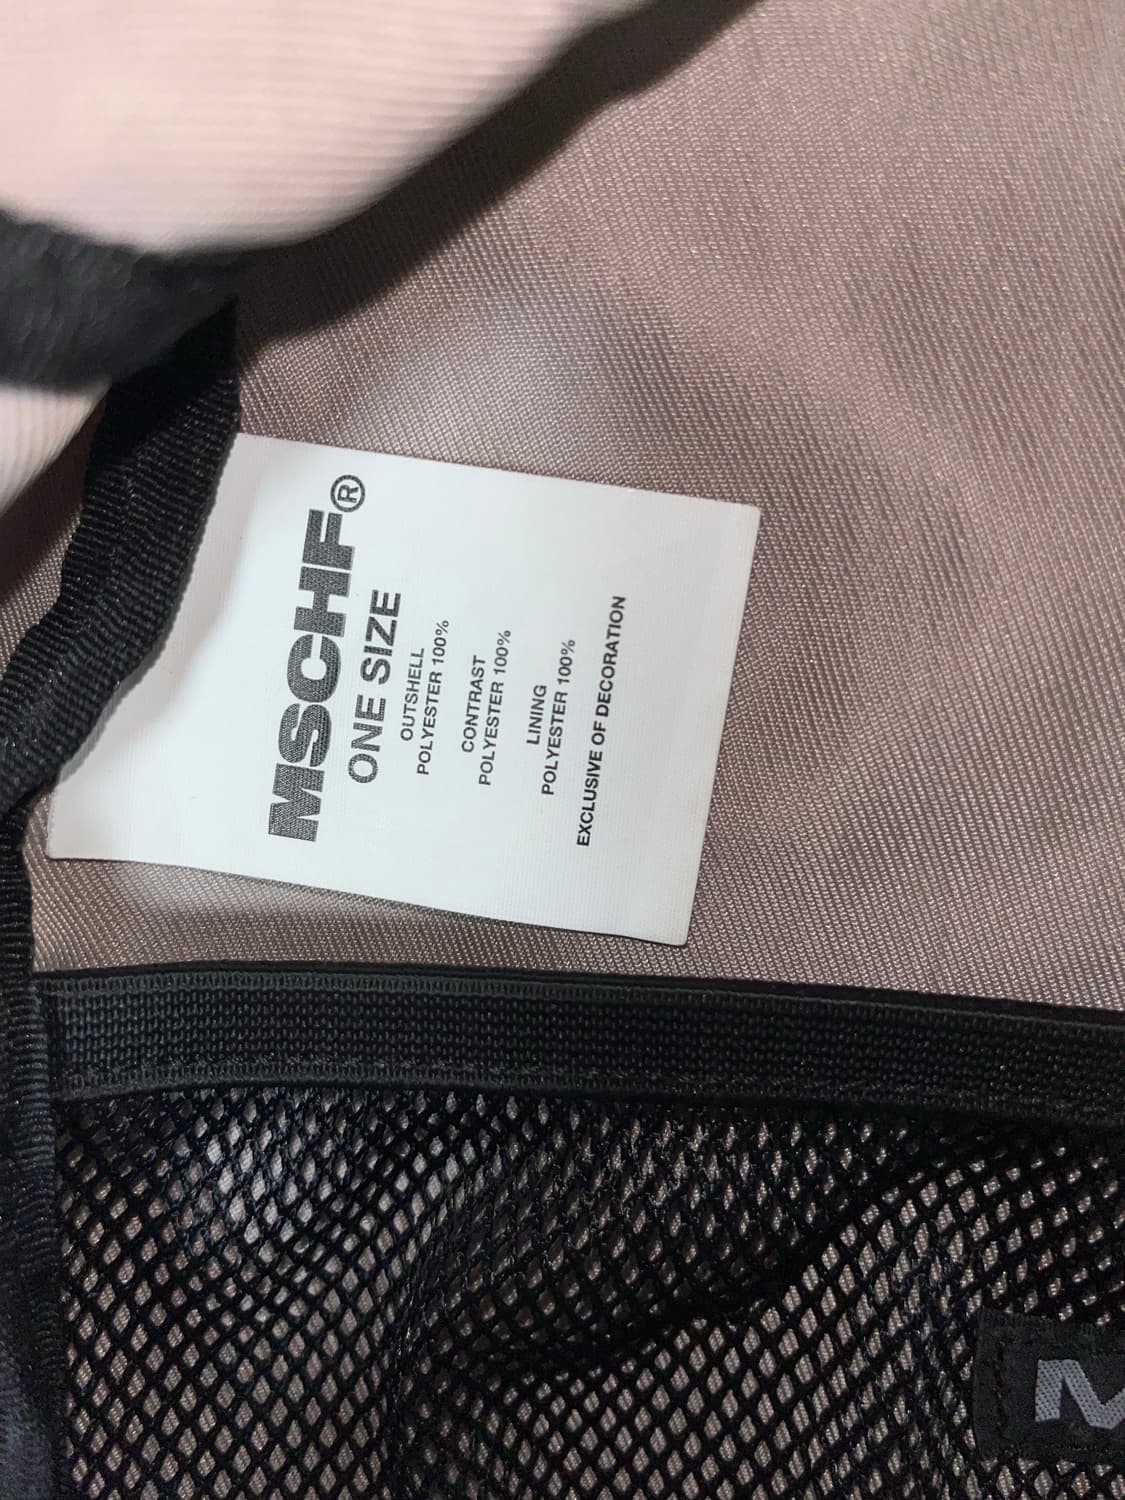 MSCHF®
ONE SIZE
OUTSHELL
POLYESTER 100%
CONTRAST
POLYESTER 100%
LINING
POLYESTER 100%
EXCLUSIVE OF DECORATION
M